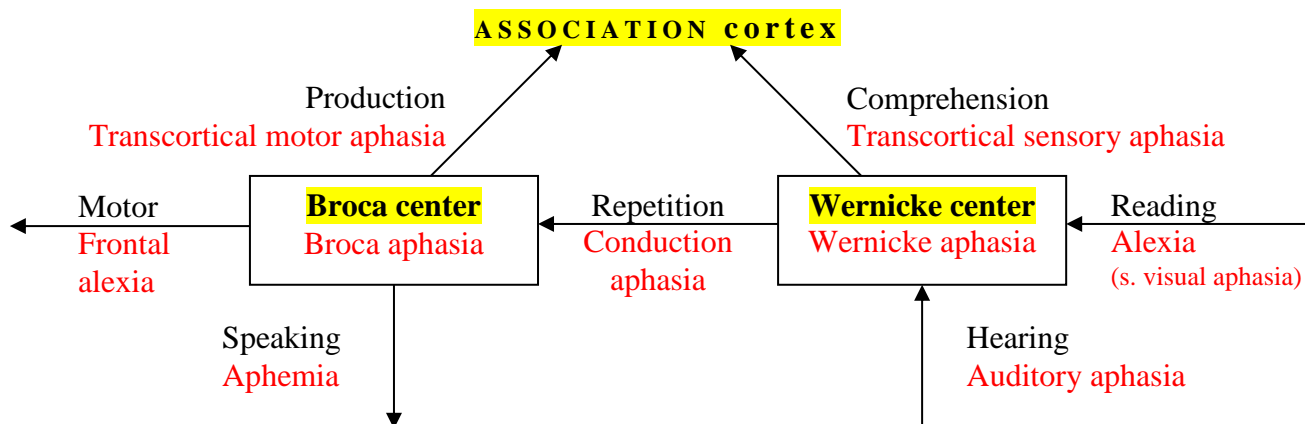 ASSOCIATION cortex
Production
Transcortical motor aphasia
Comprehension
Transcortical sensory aphasia
Motor
Frontal
alexia
Broca center
Broca aphasia
Repetition
Conduction
aphasia
Wernicke center
Wernicke aphasia
Reading
Alexia
(s. visual aphasia)
Speaking
Aphemia
Hearing
Auditory aphasia